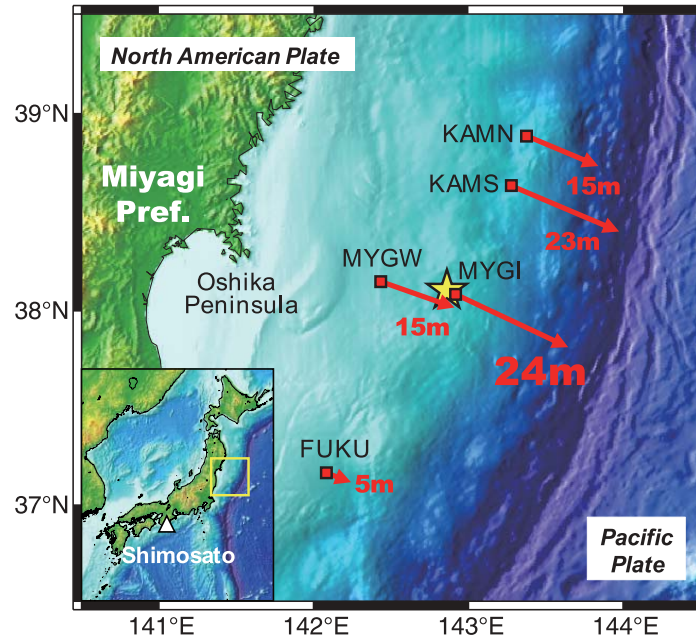 North American Plate
39°N
KAMN
15m
Miyagi
Pref.
KAMS
23m
MYGW
MYGI
Oshika
Peninsula
38°N
15m
24m
FUKU
5m
37°N
Shimosato
Pacific
Plate
141°E
142°E
143°E
144°E